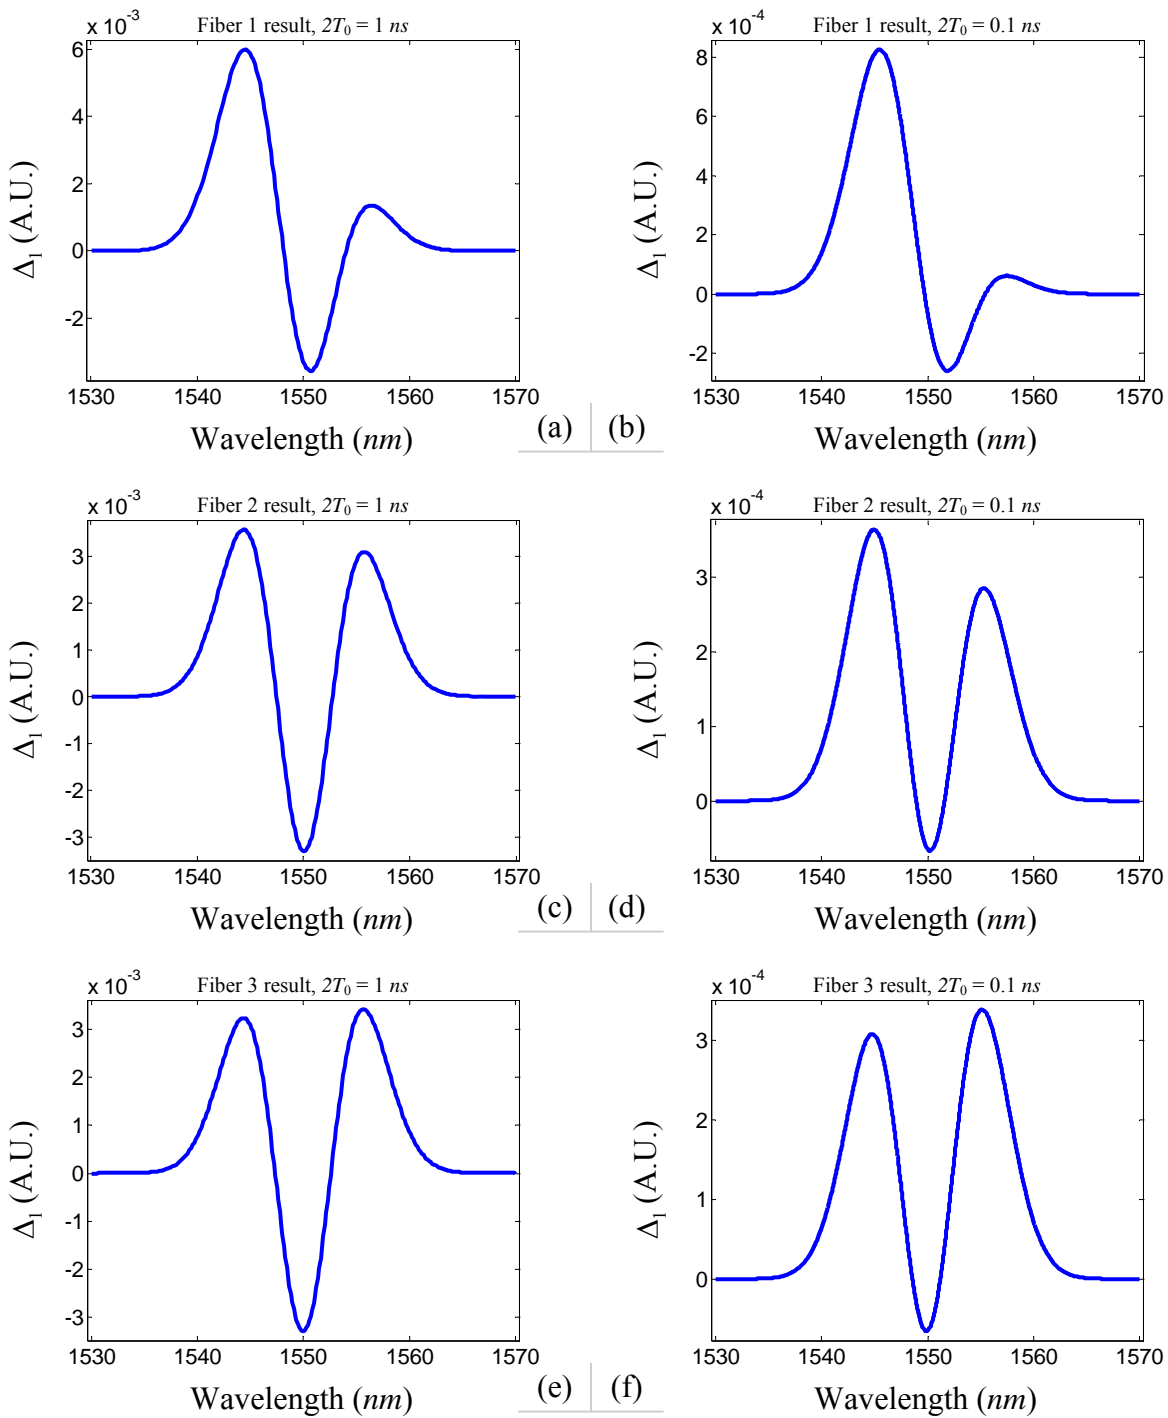 x 10⁻³
Fiber 1 result, 2T₀ = 1 ns
6
4
2
0
-2
1530 1540 1550 1560 1570
Δ₁ (A.U.)
Wavelength (nm)
(a)
x 10⁻⁴
Fiber 1 result, 2T₀ = 0.1 ns
8
6
4
2
0
-2
1530 1540 1550 1560 1570
Δ₁ (A.U.)
Wavelength (nm)
(b)
x 10⁻³
Fiber 2 result, 2T₀ = 1 ns
3
2
1
0
-1
-2
-3
1530 1540 1550 1560 1570
Δ₁ (A.U.)
Wavelength (nm)
(c)
x 10⁻⁴
Fiber 2 result, 2T₀ = 0.1 ns
3
2
1
0
1530 1540 1550 1560 1570
Δ₁ (A.U.)
Wavelength (nm)
(d)
x 10⁻³
Fiber 3 result, 2T₀ = 1 ns
3
2
1
0
-1
-2
-3
1530 1540 1550 1560 1570
Δ₁ (A.U.)
Wavelength (nm)
(e)
x 10⁻⁴
Fiber 3 result, 2T₀ = 0.1 ns
3
2
1
0
1530 1540 1550 1560 1570
Δ₁ (A.U.)
Wavelength (nm)
(f)